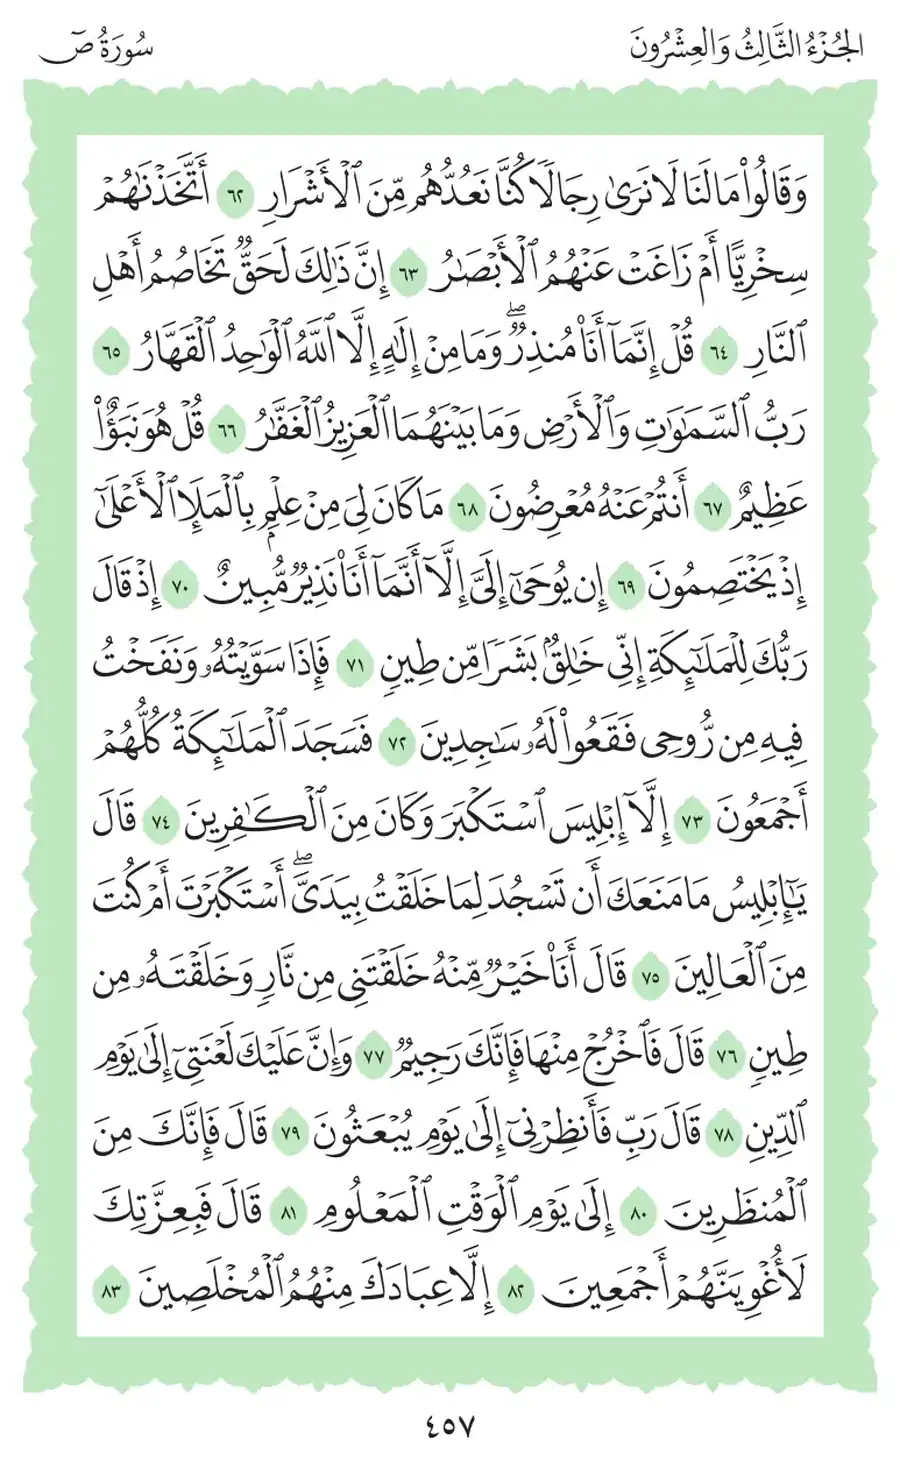 الجُزْءُ الثَّالِثُ وَالعِشْرُونَ
سُورَةُ صٓ
وَقَالُواْ مَا لَنَا لَا نَرَىٰ رِجَالٗا كُنَّا نَعُدُّهُم مِّنَ ٱلۡأَشۡرَارِ ٦٢ أَتَّخَذۡنَٰهُمۡ
سِخۡرِيًّا أَمۡ زَاغَتۡ عَنۡهُمُ ٱلۡأَبۡصَٰرُ ٦٣ إِنَّ ذَٰلِكَ لَحَقّٞ تَخَاصُمُ أَهۡلِ
ٱلنَّارِ ٦٤ قُلۡ إِنَّمَآ أَنَا۠ مُنذِرٞۖ وَمَا مِنۡ إِلَٰهٍ إِلَّا ٱللَّهُ ٱلۡوَٰحِدُ ٱلۡقَهَّارُ ٦٥
رَبُّ ٱلسَّمَٰوَٰتِ وَٱلۡأَرۡضِ وَمَا بَيۡنَهُمَا ٱلۡعَزِيزُ ٱلۡغَفَّٰرُ ٦٦ قُلۡ هُوَ نَبَؤٌاْ
عَظِيمٌ ٦٧ أَنتُمۡ عَنۡهُ مُعۡرِضُونَ ٦٨ مَا كَانَ لِيَ مِنۡ عِلۡمِۭ بِٱلۡمَلَإِ ٱلۡأَعۡلَىٰٓ
إِذۡ يَخۡتَصِمُونَ ٦٩ إِن يُوحَىٰٓ إِلَيَّ إِلَّآ أَنَّمَآ أَنَا۠ نَذِيرٞ مُّبِينٌ ٧٠ إِذۡ قَالَ
رَبُّكَ لِلۡمَلَٰٓئِكَةِ إِنِّي خَٰلِقُۢ بَشَرٗا مِّن طِينٖ ٧١ فَإِذَا سَوَّيۡتُهُۥ وَنَفَخۡتُ
فِيهِ مِن رُّوحِي فَقَعُواْ لَهُۥ سَٰجِدِينَ ٧٢ فَسَجَدَ ٱلۡمَلَٰٓئِكَةُ كُلُّهُمۡ
أَجۡمَعُونَ ٧٣ إِلَّآ إِبۡلِيسَ ٱسۡتَكۡبَرَ وَكَانَ مِنَ ٱلۡكَٰفِرِينَ ٧٤ قَالَ
يَٰٓإِبۡلِيسُ مَا مَنَعَكَ أَن تَسۡجُدَ لِمَا خَلَقۡتُ بِيَدَيَّۖ أَسۡتَكۡبَرۡتَ أَمۡ كُنتَ
مِنَ ٱلۡعَالِينَ ٧٥ قَالَ أَنَا۠ خَيۡرٞ مِّنۡهُ خَلَقۡتَنِي مِن نَّارٖ وَخَلَقۡتَهُۥ مِن
طِينٖ ٧٦ قَالَ فَٱخۡرُجۡ مِنۡهَا فَإِنَّكَ رَجِيمٞ ٧٧ وَإِنَّ عَلَيۡكَ لَعۡنَتِيٓ إِلَىٰ يَوۡمِ
ٱلدِّينِ ٧٨ قَالَ رَبِّ فَأَنظِرۡنِيٓ إِلَىٰ يَوۡمِ يُبۡعَثُونَ ٧٩ قَالَ فَإِنَّكَ مِنَ
ٱلۡمُنظَرِينَ ٨٠ إِلَىٰ يَوۡمِ ٱلۡوَقۡتِ ٱلۡمَعۡلُومِ ٨١ قَالَ فَبِعِزَّتِكَ
لَأُغۡوِيَنَّهُمۡ أَجۡمَعِينَ ٨٢ إِلَّا عِبَادَكَ مِنۡهُمُ ٱلۡمُخۡلَصِينَ ٨٣
٤٥٧